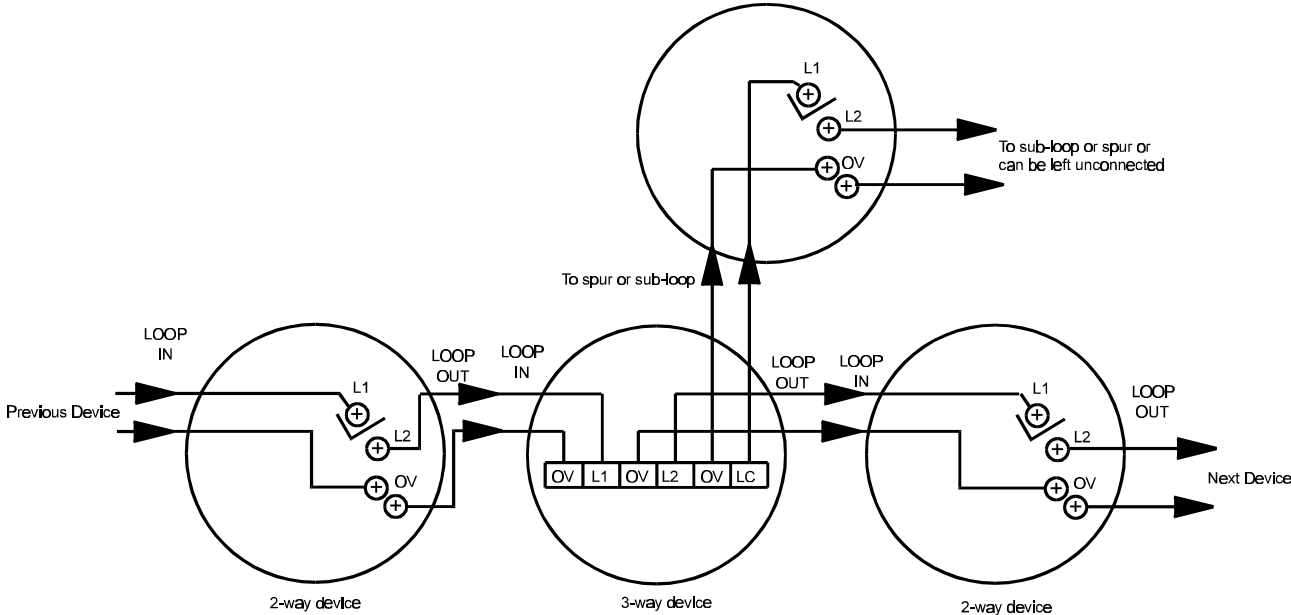 L1
L2
OV
To sub-loop or spur or
can be left unconnected
To spur or sub-loop
LOOP
IN
LOOP
OUT
LOOP
IN
LOOP
OUT
LOOP
IN
LOOP
OUT
Previous Device
L1
L2
OV
OV L1 OV L2 OV LC
L1
L2
OV
Next Device
2-way device
3-way device
2-way device